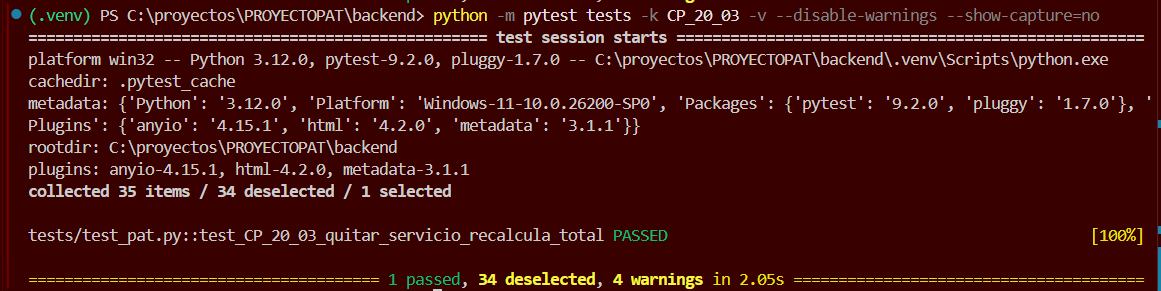 (.venv) PS C:\proyectos\PROYECTOPAT\backend> python -m pytest tests -k CP_20_03 -v --disable-warnings --show-capture=no
================================================== test session starts ==================================================
platform win32 -- Python 3.12.0, pytest-9.2.0, pluggy-1.7.0 -- C:\proyectos\PROYECTOPAT\backend\.venv\Scripts\python.exe
cachedir: .pytest_cache
metadata: {'Python': '3.12.0', 'Platform': 'Windows-11-10.0.26200-SP0', 'Packages': {'pytest': '9.2.0', 'pluggy': '1.7.0'}, '
Plugins': {'anyio': '4.15.1', 'html': '4.2.0', 'metadata': '3.1.1'}}
rootdir: C:\proyectos\PROYECTOPAT\backend
plugins: anyio-4.15.1, html-4.2.0, metadata-3.1.1
collected 35 items / 34 deselected / 1 selected
tests/test_pat.py::test_CP_20_03_quitar_servicio_recalcula_total PASSED [100%]
====================================== 1 passed, 34 deselected, 4 warnings in 2.05s ======================================